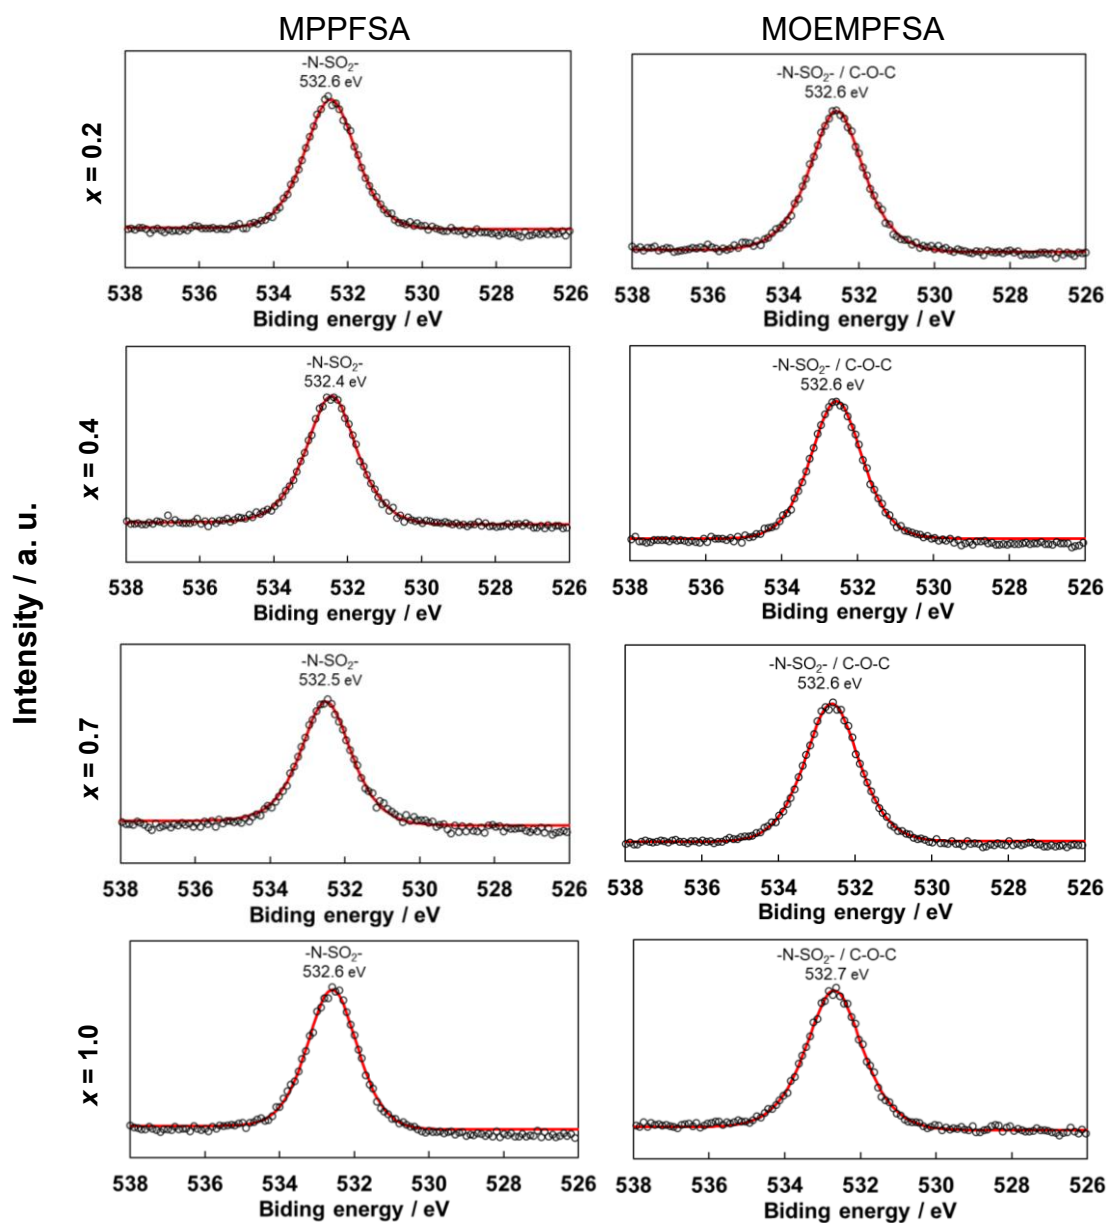 MPPFSA
MOEMPFSA
Intensity / a. u.
x = 0.2
-N-SO2-
532.6 eV
538 536 534 532 530 528 526
Biding energy / eV
-N-SO2- / C-O-C
532.6 eV
538 536 534 532 530 528 526
Biding energy / eV
x = 0.4
-N-SO2-
532.4 eV
538 536 534 532 530 528 526
Biding energy / eV
-N-SO2- / C-O-C
532.6 eV
538 536 534 532 530 528 526
Biding energy / eV
x = 0.7
-N-SO2-
532.5 eV
538 536 534 532 530 528 526
Biding energy / eV
-N-SO2- / C-O-C
532.6 eV
538 536 534 532 530 528 526
Biding energy / eV
x = 1.0
-N-SO2-
532.6 eV
538 536 534 532 530 528 526
Biding energy / eV
-N-SO2- / C-O-C
532.7 eV
538 536 534 532 530 528 526
Biding energy / eV